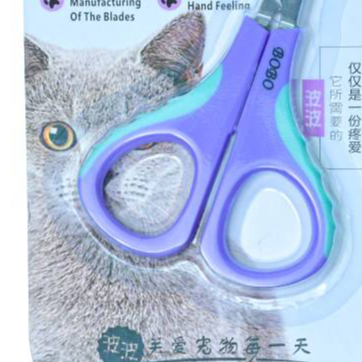 Manufacturing
Of The Blades
Hand Feeling
BOBO
仅仅是一份疼爱
它所需要的
波波
波波
关爱宠物每一天